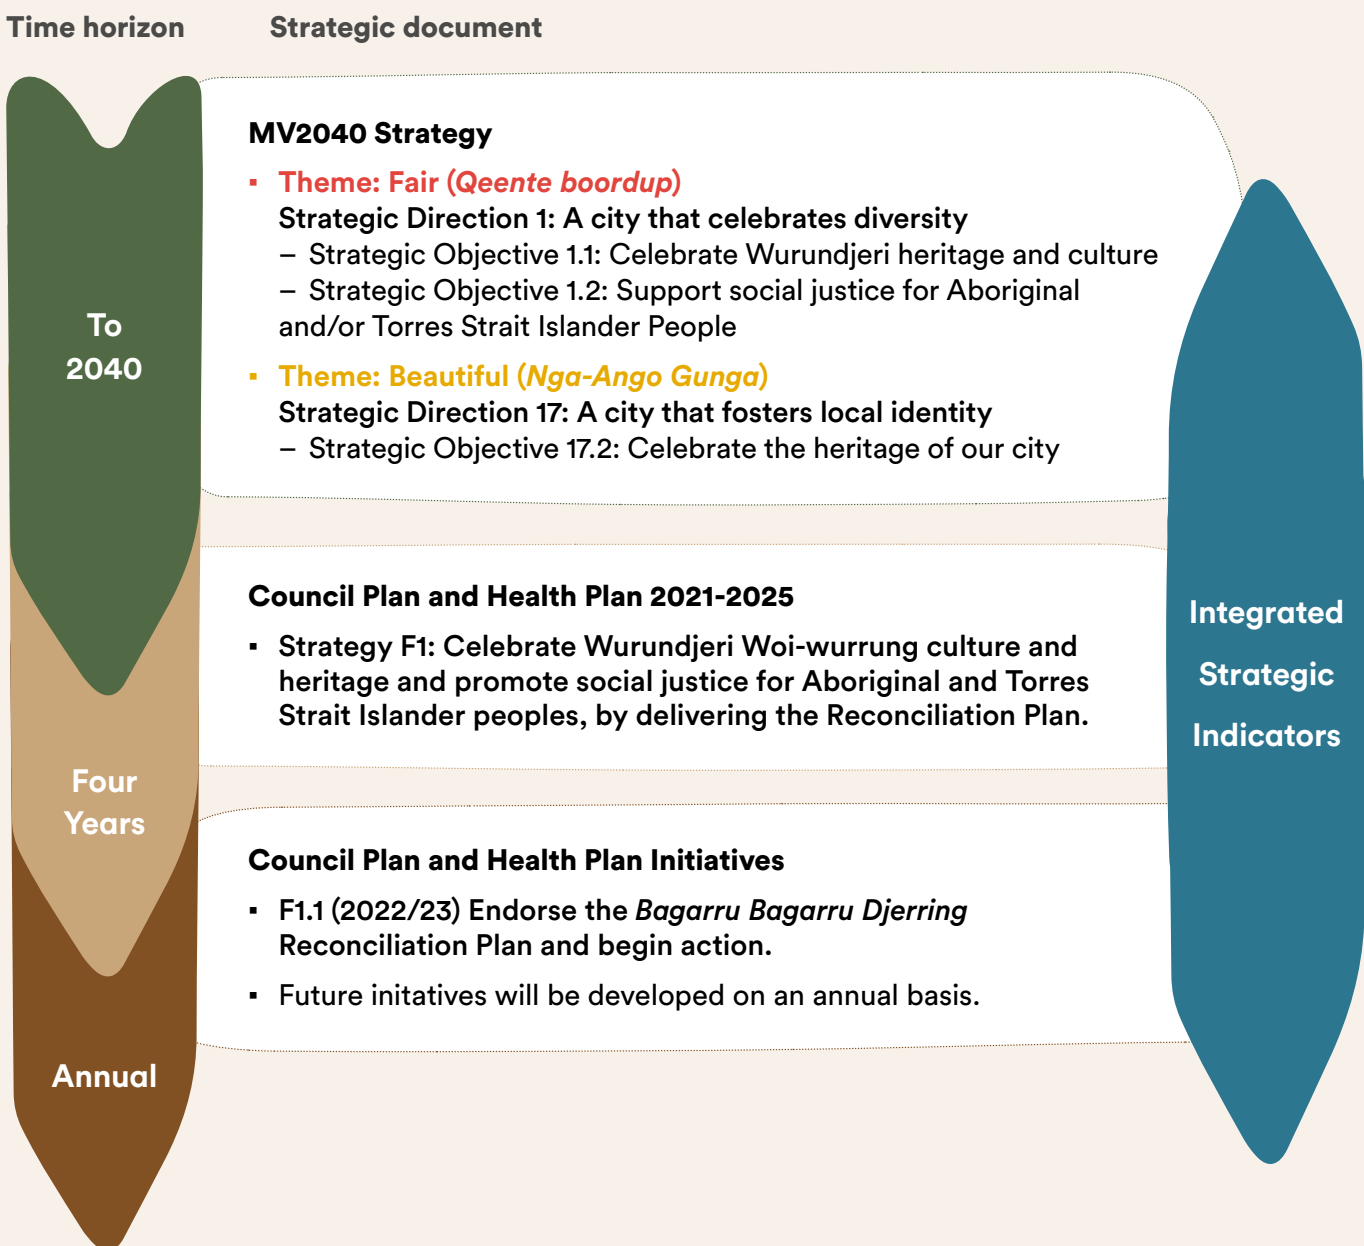 Time horizon
Strategic document
To
2040
MV2040 Strategy
▪ Theme: Fair (Qeente boordup)
Strategic Direction 1: A city that celebrates diversity
– Strategic Objective 1.1: Celebrate Wurundjeri heritage and culture
– Strategic Objective 1.2: Support social justice for Aboriginal
and/or Torres Strait Islander People
▪ Theme: Beautiful (Nga-Ango Gunga)
Strategic Direction 17: A city that fosters local identity
– Strategic Objective 17.2: Celebrate the heritage of our city
Four
Years
Council Plan and Health Plan 2021-2025
▪ Strategy F1: Celebrate Wurundjeri Woi-wurrung culture and
heritage and promote social justice for Aboriginal and Torres
Strait Islander peoples, by delivering the Reconciliation Plan.
Annual
Council Plan and Health Plan Initiatives
▪ F1.1 (2022/23) Endorse the Bagarru Bagarru Djerring
Reconciliation Plan and begin action.
▪ Future initatives will be developed on an annual basis.
Integrated
Strategic
Indicators